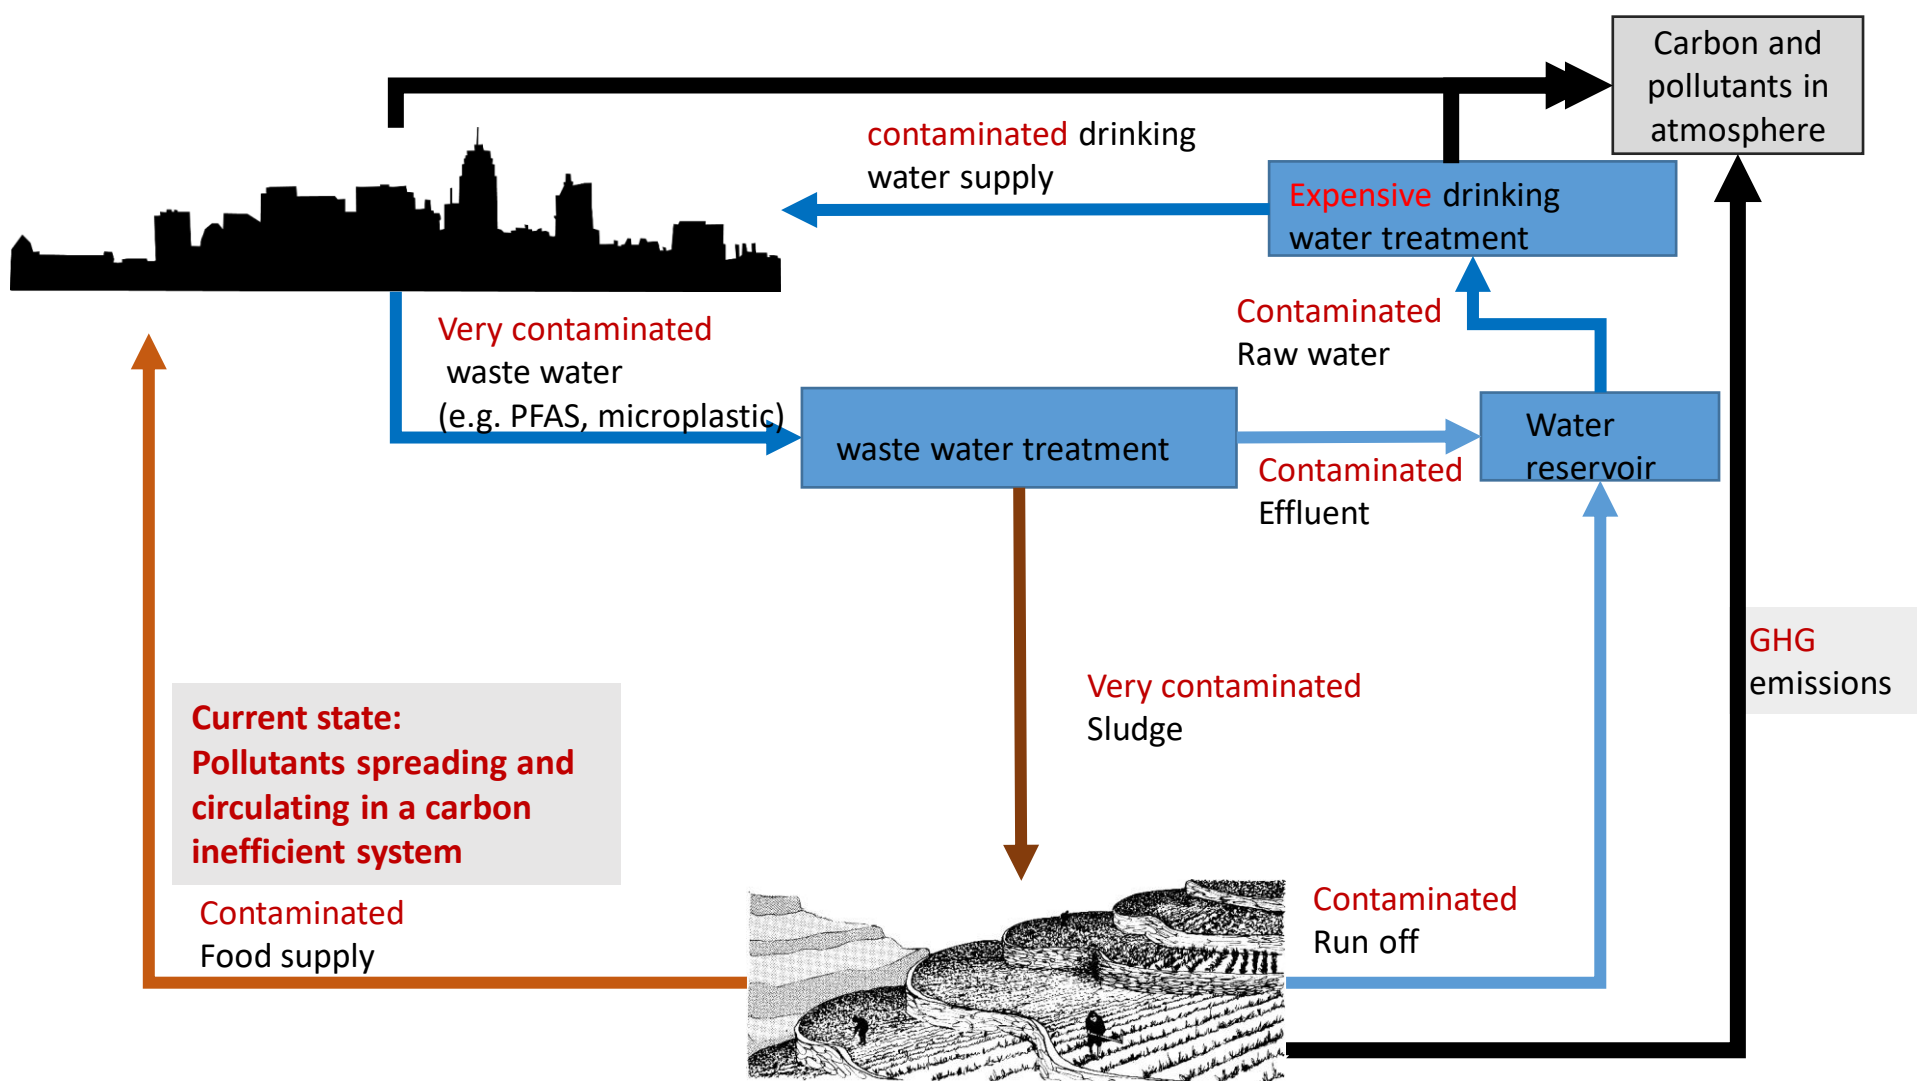 Carbon and
pollutants in
atmosphere
contaminated drinking
water supply
Expensive drinking
water treatment
Very contaminated
waste water
(e.g. PFAS, microplastic)
Contaminated
Raw water
waste water treatment
Water
reservoir
Contaminated
Effluent
GHG
emissions
Very contaminated
Sludge
Current state:
Pollutants spreading and
circulating in a carbon
inefficient system
Contaminated
Food supply
Contaminated
Run off